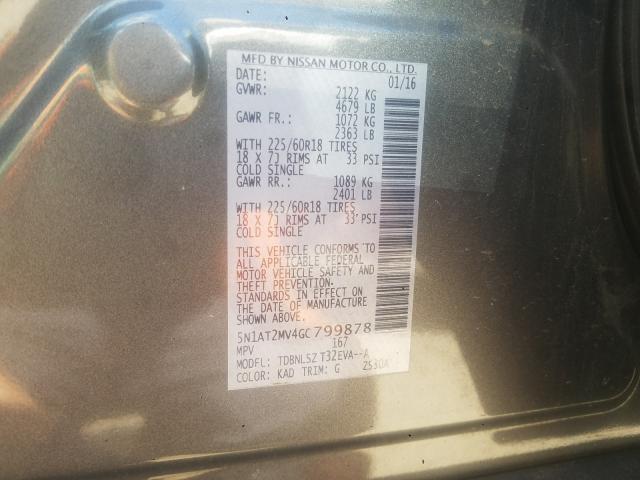 MFD BY NISSAN MOTOR CO., LTD.
DATE: 01/16
GVWR: 2122 KG
4679 LB
GAWR FR.: 1072 KG
2363 LB
WITH 225/60R18 TIRES
18 X 7J RIMS AT 33 PSI
COLD SINGLE
GAWR RR.: 1089 KG
2401 LB
WITH 225/60R18 TIRES,
18 X 7J RIMS AT 33 PSI
COLD SINGLE
THIS VEHICLE CONFORMS TO
ALL APPLICABLE FEDERAL
MOTOR VEHICLE SAFETY AND
THEFT PREVENTION
STANDARDS IN EFFECT ON
THE DATE OF MANUFACTURE
SHOWN ABOVE.
5N1AT2MV4GC799878
MPV 167
MODEL: TDBNLSZ T32EVA--A
COLOR: KAD TRIM: G 2530A